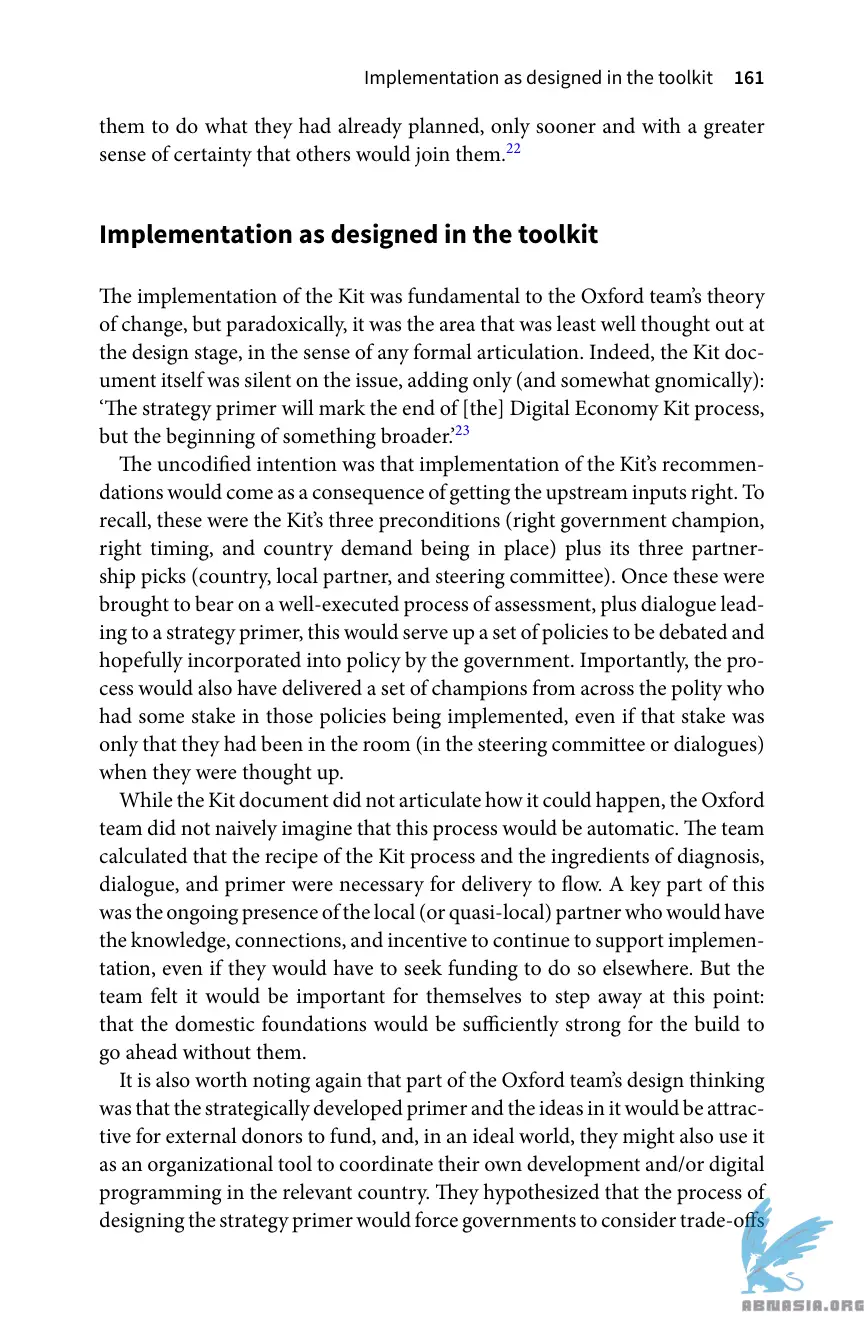 Implementation as designed in the toolkit 161
them to do what they had already planned, only sooner and with a greater
sense of certainty that others would join them.22
Implementation as designed in the toolkit
The implementation of the Kit was fundamental to the Oxford team’s theory
of change, but paradoxically, it was the area that was least well thought out at
the design stage, in the sense of any formal articulation. Indeed, the Kit doc-
ument itself was silent on the issue, adding only (and somewhat gnomically):
‘The strategy primer will mark the end of [the] Digital Economy Kit process,
but the beginning of something broader.’23
The uncodified intention was that implementation of the Kit’s recommen-
dations would come as a consequence of getting the upstream inputs right. To
recall, these were the Kit’s three preconditions (right government champion,
right timing, and country demand being in place) plus its three partner-
ship picks (country, local partner, and steering committee). Once these were
brought to bear on a well-executed process of assessment, plus dialogue lead-
ing to a strategy primer, this would serve up a set of policies to be debated and
hopefully incorporated into policy by the government. Importantly, the pro-
cess would also have delivered a set of champions from across the polity who
had some stake in those policies being implemented, even if that stake was
only that they had been in the room (in the steering committee or dialogues)
when they were thought up.
While the Kit document did not articulate how it could happen, the Oxford
team did not naively imagine that this process would be automatic. The team
calculated that the recipe of the Kit process and the ingredients of diagnosis,
dialogue, and primer were necessary for delivery to flow. A key part of this
was the ongoing presence of the local (or quasi-local) partner who would have
the knowledge, connections, and incentive to continue to support implemen-
tation, even if they would have to seek funding to do so elsewhere. But the
team felt it would be important for themselves to step away at this point:
that the domestic foundations would be sufficiently strong for the build to
go ahead without them.
It is also worth noting again that part of the Oxford team’s design thinking
was that the strategically developed primer and the ideas in it would be attrac-
tive for external donors to fund, and, in an ideal world, they might also use it
as an organizational tool to coordinate their own development and/or digital
programming in the relevant country. They hypothesized that the process of
designing the strategy primer would force governments to consider trade-offs
ABNASIA.ORG